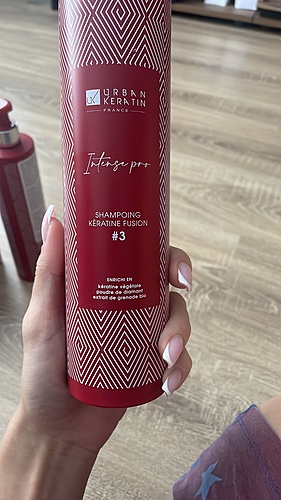 UK
URBAN
KERATIN
FRANCE
Intense pro
SHAMPOING
KÉRATINE FUSION
#3
ENRICHI EN
kératine végétale
poudre de diamant
extrait de grenade bio